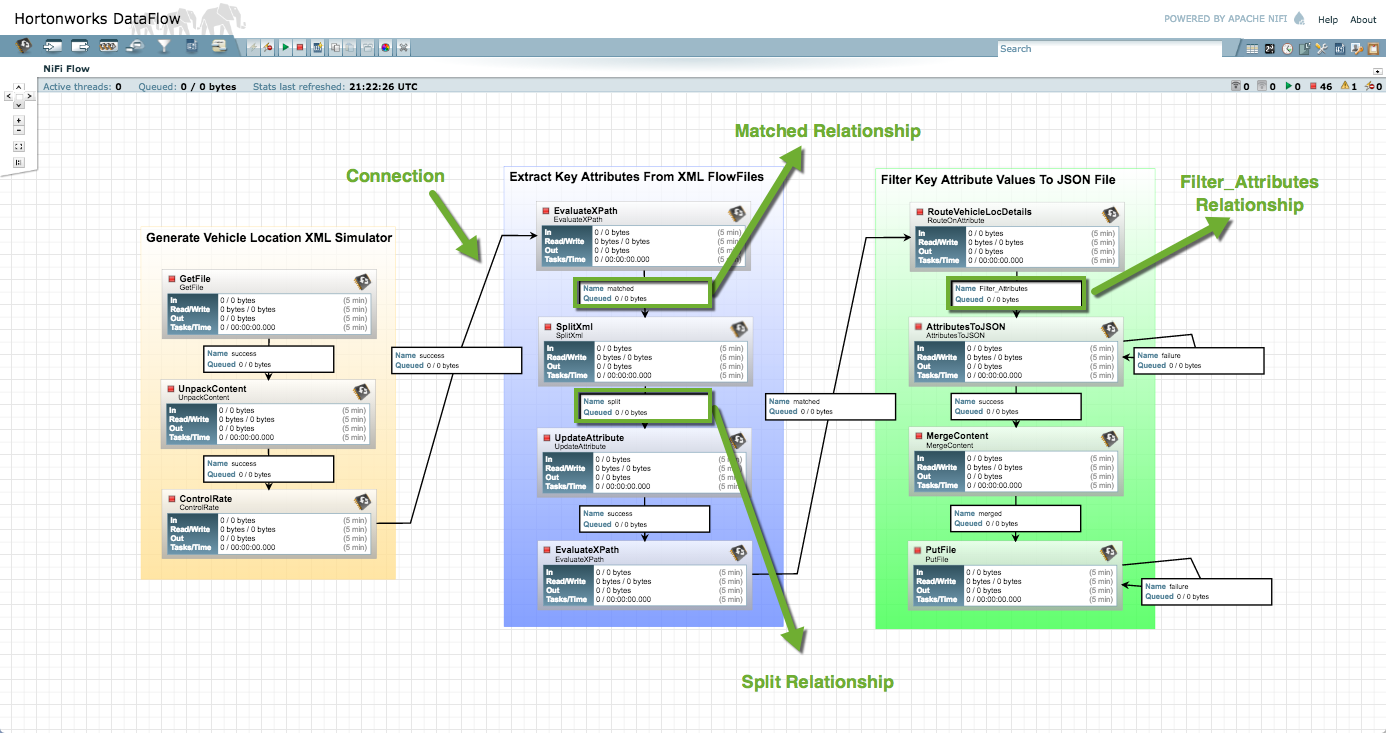 Hortonworks DataFlow
POWERED BY APACHE NIFI
Help
About
Search
NiFi Flow
Active threads: 0
Queued: 0 / 0 bytes
Stats last refreshed: 21:22:26 UTC
0
0
0
46
1
0
Connection
Matched Relationship
Filter_Attributes
Relationship
Split Relationship
Generate Vehicle Location XML Simulator
GetFile
GetFile
In 0 / 0 bytes (5 min)
Read/Write 0 bytes / 0 bytes (5 min)
Out 0 / 0 bytes (5 min)
Tasks/Time 0 / 00:00:00.000 (5 min)
Name success
Queued 0 / 0 bytes
UnpackContent
UnpackContent
In 0 / 0 bytes (5 min)
Read/Write 0 bytes / 0 bytes (5 min)
Out 0 / 0 bytes (5 min)
Tasks/Time 0 / 00:00:00.000 (5 min)
Name success
Queued 0 / 0 bytes
ControlRate
ControlRate
In 0 / 0 bytes (5 min)
Read/Write 0 bytes / 0 bytes (5 min)
Out 0 / 0 bytes (5 min)
Tasks/Time 0 / 00:00:00.000 (5 min)
Name success
Queued 0 / 0 bytes
Extract Key Attributes From XML FlowFiles
EvaluateXPath
EvaluateXPath
In 0 / 0 bytes (5 min)
Read/Write 0 bytes / 0 bytes (5 min)
Out 0 / 0 bytes (5 min)
Tasks/Time 0 / 00:00:00.000 (5 min)
Name matched
Queued 0 / 0 bytes
SplitXml
SplitXml
In 0 / 0 bytes (5 min)
Read/Write 0 bytes / 0 bytes (5 min)
Out 0 / 0 bytes (5 min)
Tasks/Time 0 / 00:00:00.000 (5 min)
Name split
Queued 0 / 0 bytes
UpdateAttribute
UpdateAttribute
In 0 / 0 bytes (5 min)
Read/Write 0 bytes / 0 bytes (5 min)
Out 0 / 0 bytes (5 min)
Tasks/Time 0 / 00:00:00.000 (5 min)
Name success
Queued 0 / 0 bytes
EvaluateXPath
EvaluateXPath
In 0 / 0 bytes (5 min)
Read/Write 0 bytes / 0 bytes (5 min)
Out 0 / 0 bytes (5 min)
Tasks/Time 0 / 00:00:00.000 (5 min)
Name matched
Queued 0 / 0 bytes
Filter Key Attribute Values To JSON File
RouteVehicleLocDetails
RouteOnAttribute
In 0 / 0 bytes (5 min)
Read/Write 0 bytes / 0 bytes (5 min)
Out 0 / 0 bytes (5 min)
Tasks/Time 0 / 00:00:00.000 (5 min)
Name Filter_Attributes
Queued 0 / 0 bytes
AttributesToJSON
AttributesToJSON
In 0 / 0 bytes (5 min)
Read/Write 0 bytes / 0 bytes (5 min)
Out 0 / 0 bytes (5 min)
Tasks/Time 0 / 00:00:00.000 (5 min)
Name failure
Queued 0 / 0 bytes
Name success
Queued 0 / 0 bytes
MergeContent
MergeContent
In 0 / 0 bytes (5 min)
Read/Write 0 bytes / 0 bytes (5 min)
Out 0 / 0 bytes (5 min)
Tasks/Time 0 / 00:00:00.000 (5 min)
Name merged
Queued 0 / 0 bytes
PutFile
PutFile
In 0 / 0 bytes (5 min)
Read/Write 0 bytes / 0 bytes (5 min)
Out 0 / 0 bytes (5 min)
Tasks/Time 0 / 00:00:00.000 (5 min)
Name failure
Queued 0 / 0 bytes